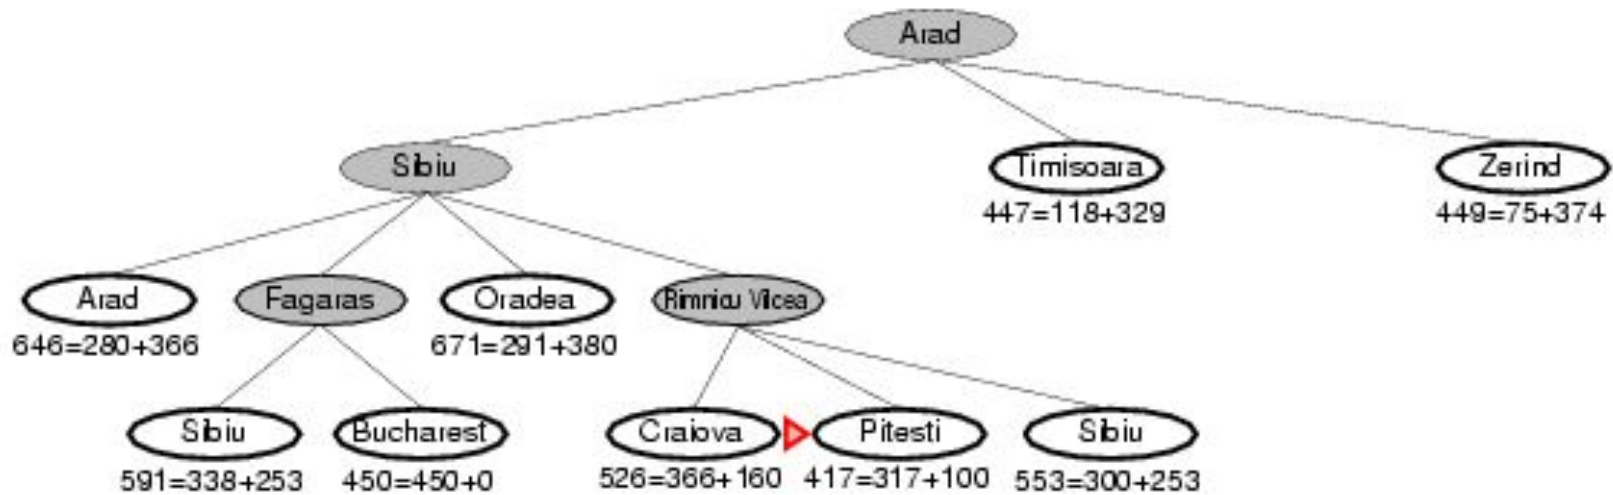 Arad
Sibiu
Timisoara
Zerind
447=118+329
449=75+374
Arad
Fagaras
Oradea
Rimnicu Vilcea
646=280+366
671=291+380
Sibiu
Bucharest
Craiova
Pitesti
Sibiu
591=338+253
450=450+0
526=366+160
417=317+100
553=300+253